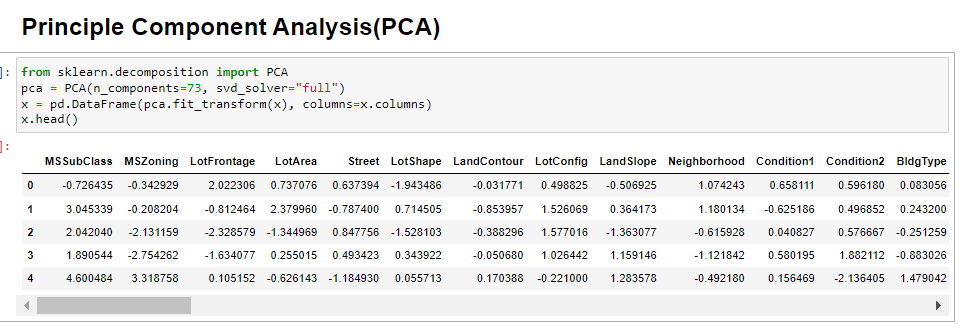 Principle Component Analysis(PCA)
]: from sklearn.decomposition import PCA
pca = PCA(n_components=73, svd_solver="full")
x = pd.DataFrame(pca.fit_transform(x), columns=x.columns)
x.head()
]:
MSSubClass MSZoning LotFrontage LotArea Street LotShape LandContour LotConfig LandSlope Neighborhood Condition1 Condition2 BldgType
0 -0.726435 -0.342929 2.022306 0.737076 0.637394 -1.943486 -0.031771 0.498825 -0.506925 1.074243 0.658111 0.596180 0.083056
1 3.045339 -0.208204 -0.812464 2.379960 -0.787400 0.714505 -0.853957 1.526069 0.364173 1.180134 -0.625186 0.496852 0.243200
2 2.042040 -2.131159 -2.328579 -1.344969 0.847756 -1.528103 -0.388296 1.577016 -1.363077 -0.615928 0.040827 0.576667 -0.251259
3 1.890544 -2.754262 -1.634077 0.255015 0.493423 0.343922 -0.050680 1.026442 1.159146 -1.121842 0.580195 1.882112 -0.883026
4 4.600484 3.318758 0.105152 -0.626143 -1.184930 0.055713 0.170388 -0.221000 1.283578 -0.492180 0.156469 -2.136405 1.479042